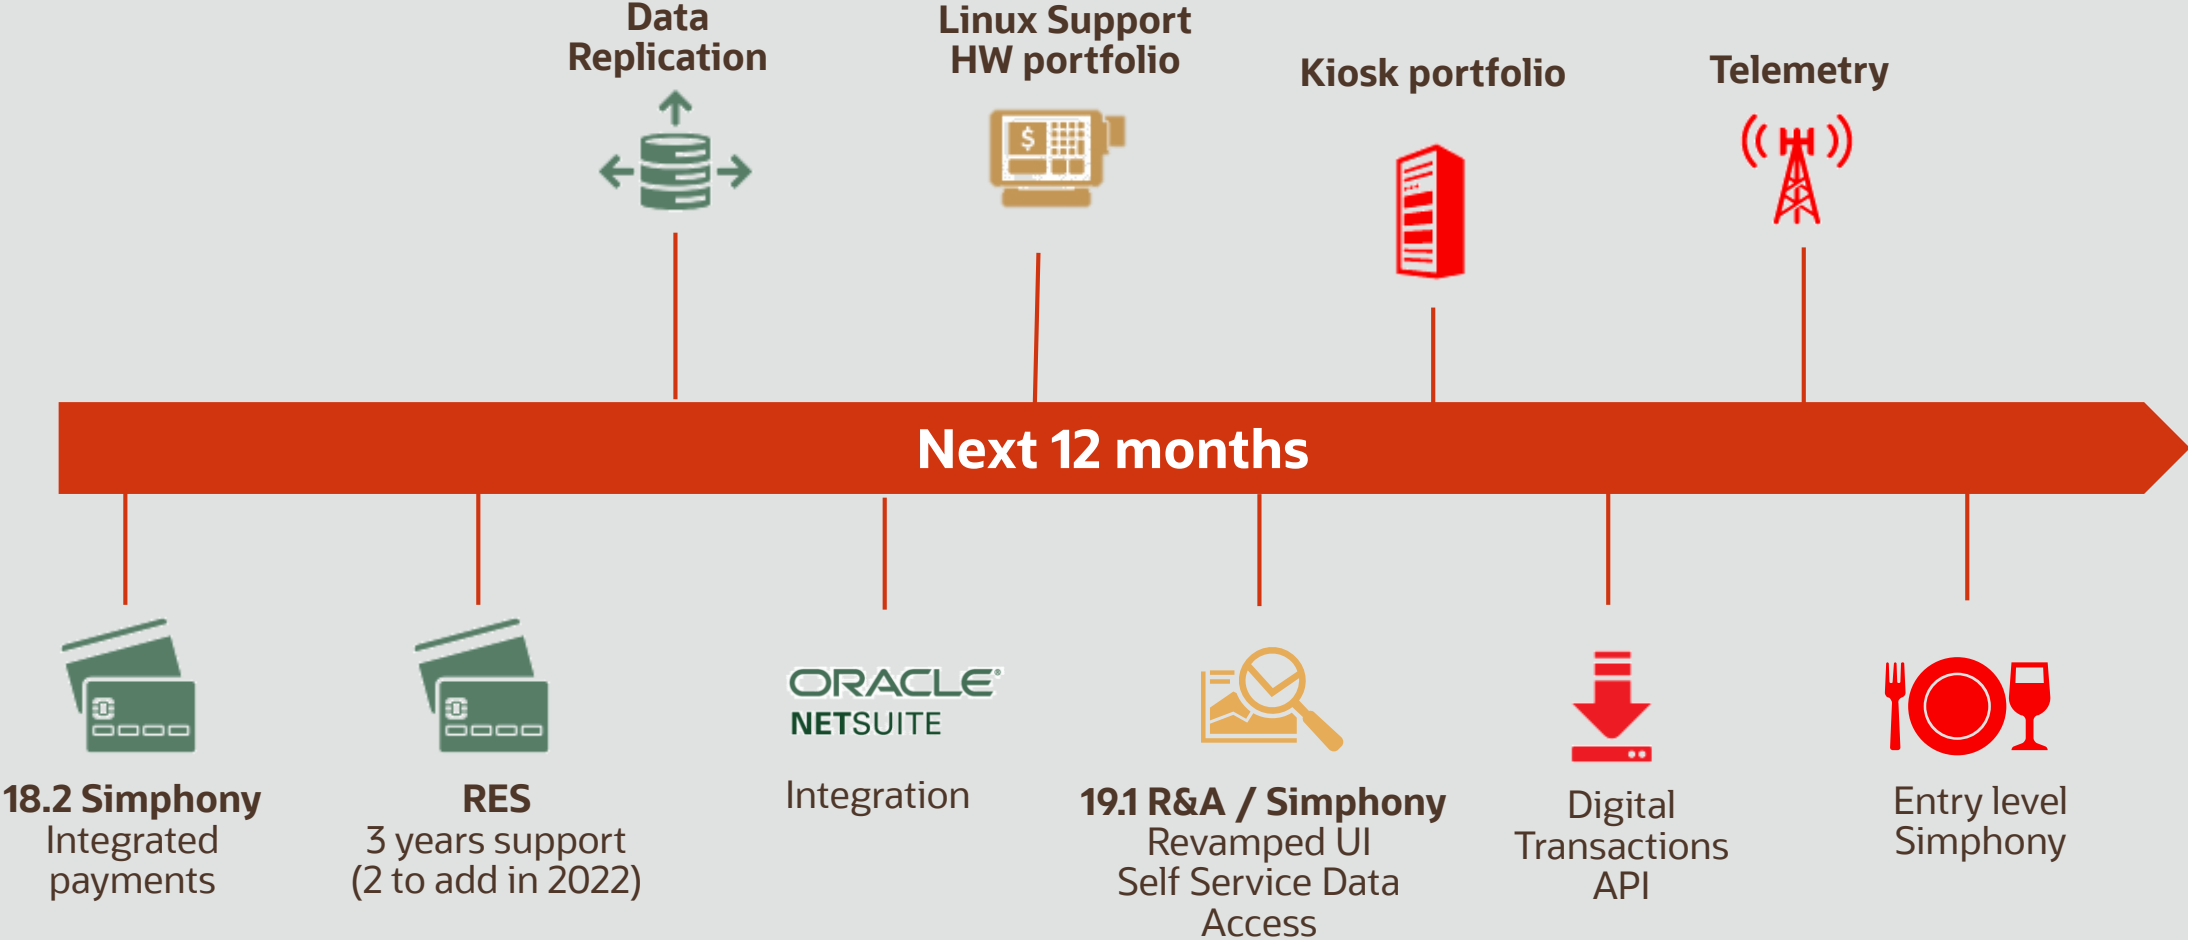 Data
Replication
Linux Support
HW portfolio
Kiosk portfolio
Telemetry
$
Next 12 months
18.2 Simphony
Integrated
payments
RES
3 years support
(2 to add in 2022)
ORACLE®
NETSUITE
Integration
19.1 R&A / Simphony
Revamped UI
Self Service Data
Access
Digital
Transactions
API
Entry level
Simphony